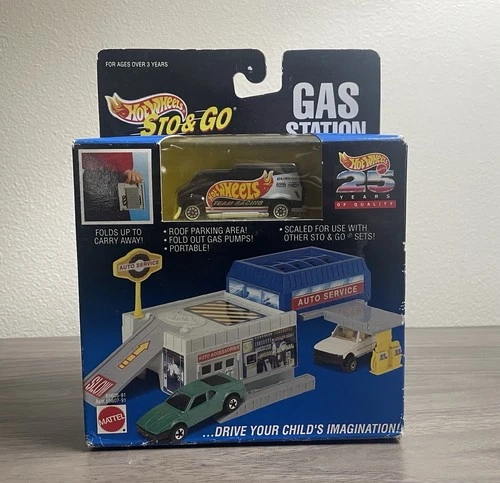 FOR AGES OVER 3 YEARS
Hot Wheels
STO & GO®
GAS
STATION
Hot Wheels
TEAM RACING
Hot Wheels
25
YEARS
OF QUALITY
FOLDS UP TO
CARRY AWAY!
• ROOF PARKING AREA!
• FOLD OUT GAS PUMPS!
• PORTABLE!
• SCALED FOR USE WITH
OTHER STO & GO SETS!
AUTO SERVICE
AUTO SERVICE
AUTO ACCESSORIES
SLOW
MATTEL
...DRIVE YOUR CHILD'S IMAGINATION!